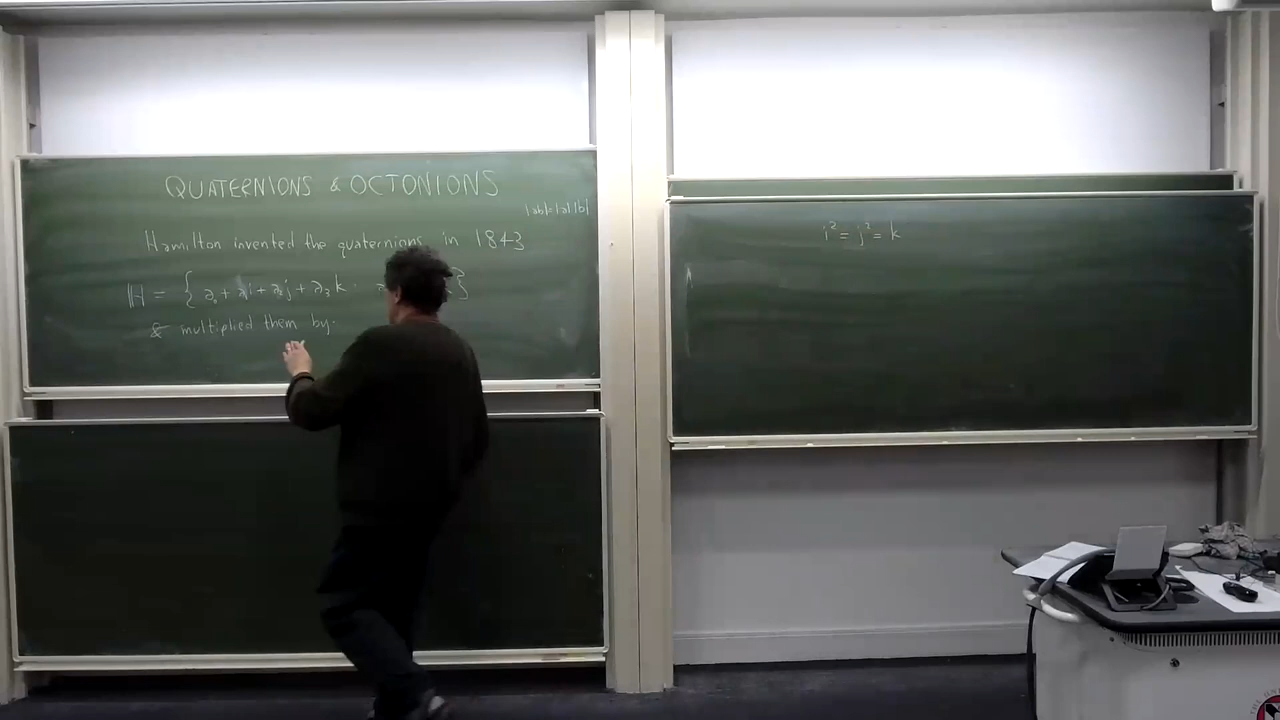 QUATERNIONS & OCTONIONS
|ab|=|a||b|
Hamilton invented the quaternions in 1843
ℍ = { a₀ + a₁i + a₂j + a₃k : }
& multiplied them by:
i² = j² = k